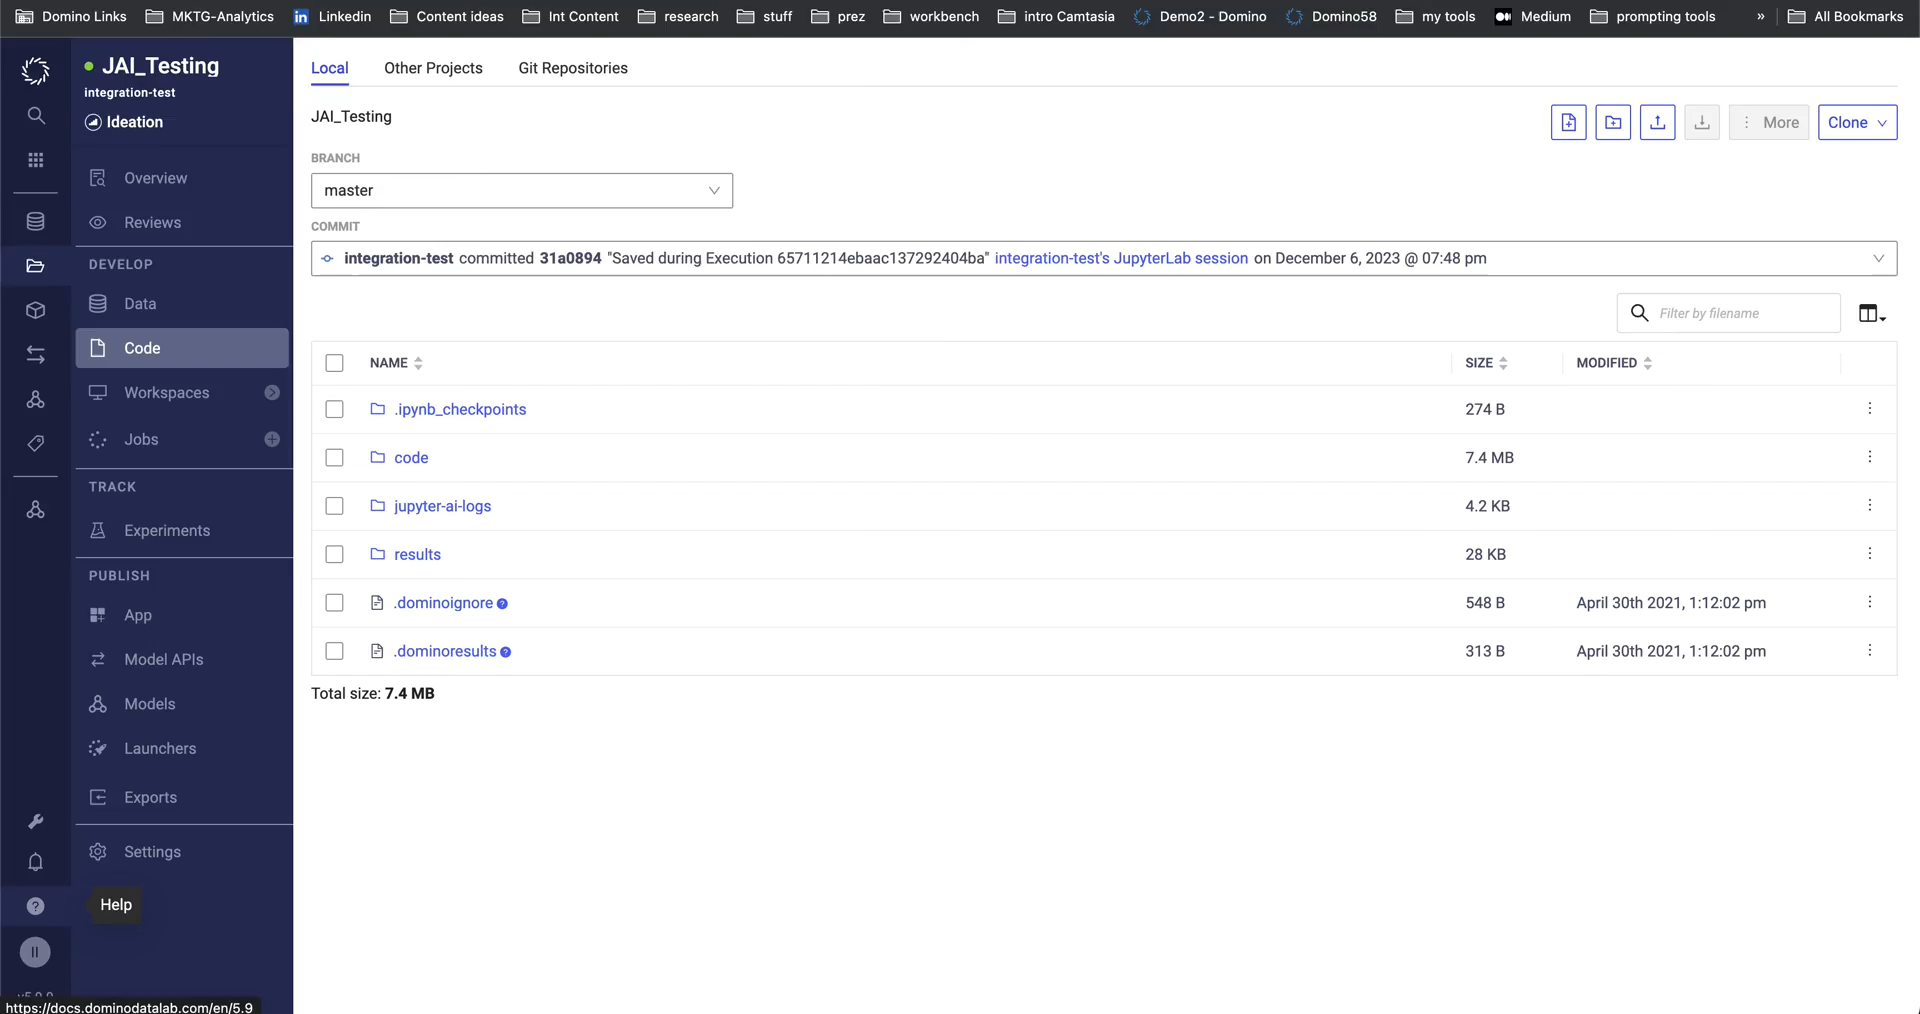 Domino Links MKTG-Analytics Linkedin Content ideas Int Content research stuff prez workbench intro Camtasia Demo2 - Domino Domino58 my tools Medium prompting tools » All Bookmarks
JAI_Testing
integration-test
Ideation
Overview
Reviews
DEVELOP
Data
Code
Workspaces
Jobs
TRACK
Experiments
PUBLISH
App
Model APIs
Models
Launchers
Exports
Settings
Help
https://docs.dominodatalab.com/en/5.9
Local Other Projects Git Repositories
JAI_Testing
More Clone
BRANCH
master
COMMIT
integration-test committed 31a0894 "Saved during Execution 65711214ebaac137292404ba" integration-test's JupyterLab session on December 6, 2023 @ 07:48 pm
Filter by filename
NAME SIZE MODIFIED
.ipynb_checkpoints 274 B
code 7.4 MB
jupyter-ai-logs 4.2 KB
results 28 KB
.dominoignore ? 548 B April 30th 2021, 1:12:02 pm
.dominoresults ? 313 B April 30th 2021, 1:12:02 pm
Total size: 7.4 MB